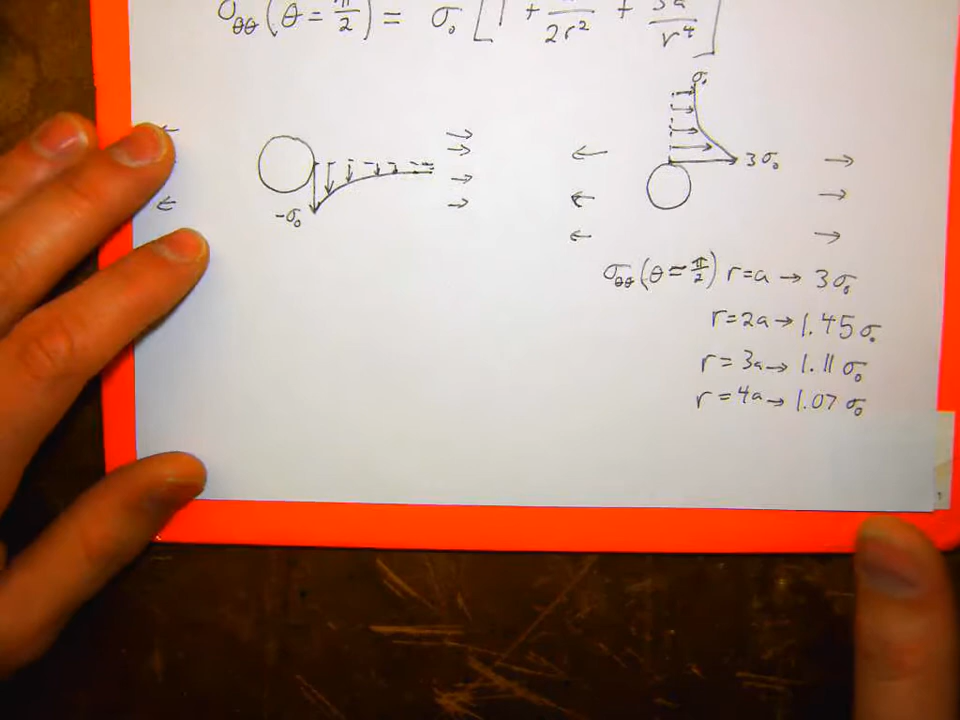 σθθ(θ = π/2) = σ₀ [1 + /2r² + /r⁴]
σ₀
3σ₀
-σ₀
σθθ(θ = π/2) r=a → 3σ₀
r=2a → 1.45σ₀
r=3a → 1.11σ₀
r=4a → 1.07σ₀